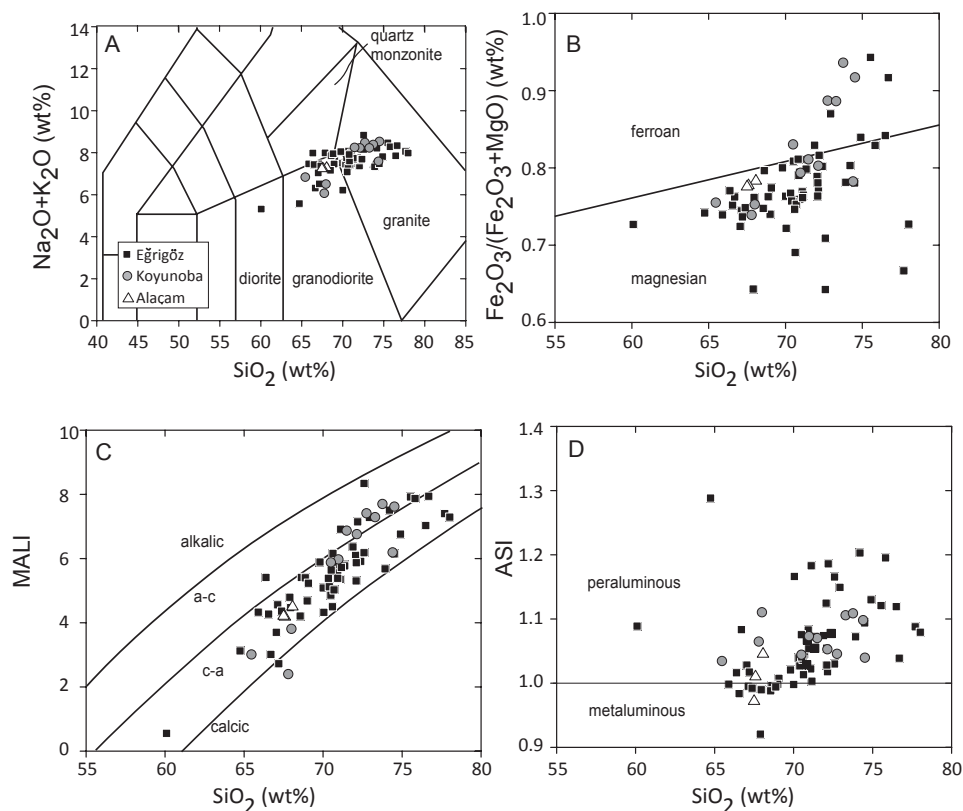 A
14
12
10
8
6
4
2
0
Na2O+K2O (wt%)
quartz
monzonite
granite
diorite
granodiorite
Eğrigöz
Koyunoba
Alaçam
40 45 50 55 60 65 70 75 80 85
SiO2 (wt%)
B
1.0
0.9
0.8
0.7
0.6
Fe2O3/(Fe2O3+MgO) (wt%)
ferroan
magnesian
55 60 65 70 75 80
SiO2 (wt%)
C
10
8
6
4
2
0
MALI
alkalic
a-c
c-a
calcic
55 60 65 70 75 80
SiO2 (wt%)
D
1.4
1.3
1.2
1.1
1.0
0.9
ASI
peraluminous
metaluminous
55 60 65 70 75 80
SiO2 (wt%)